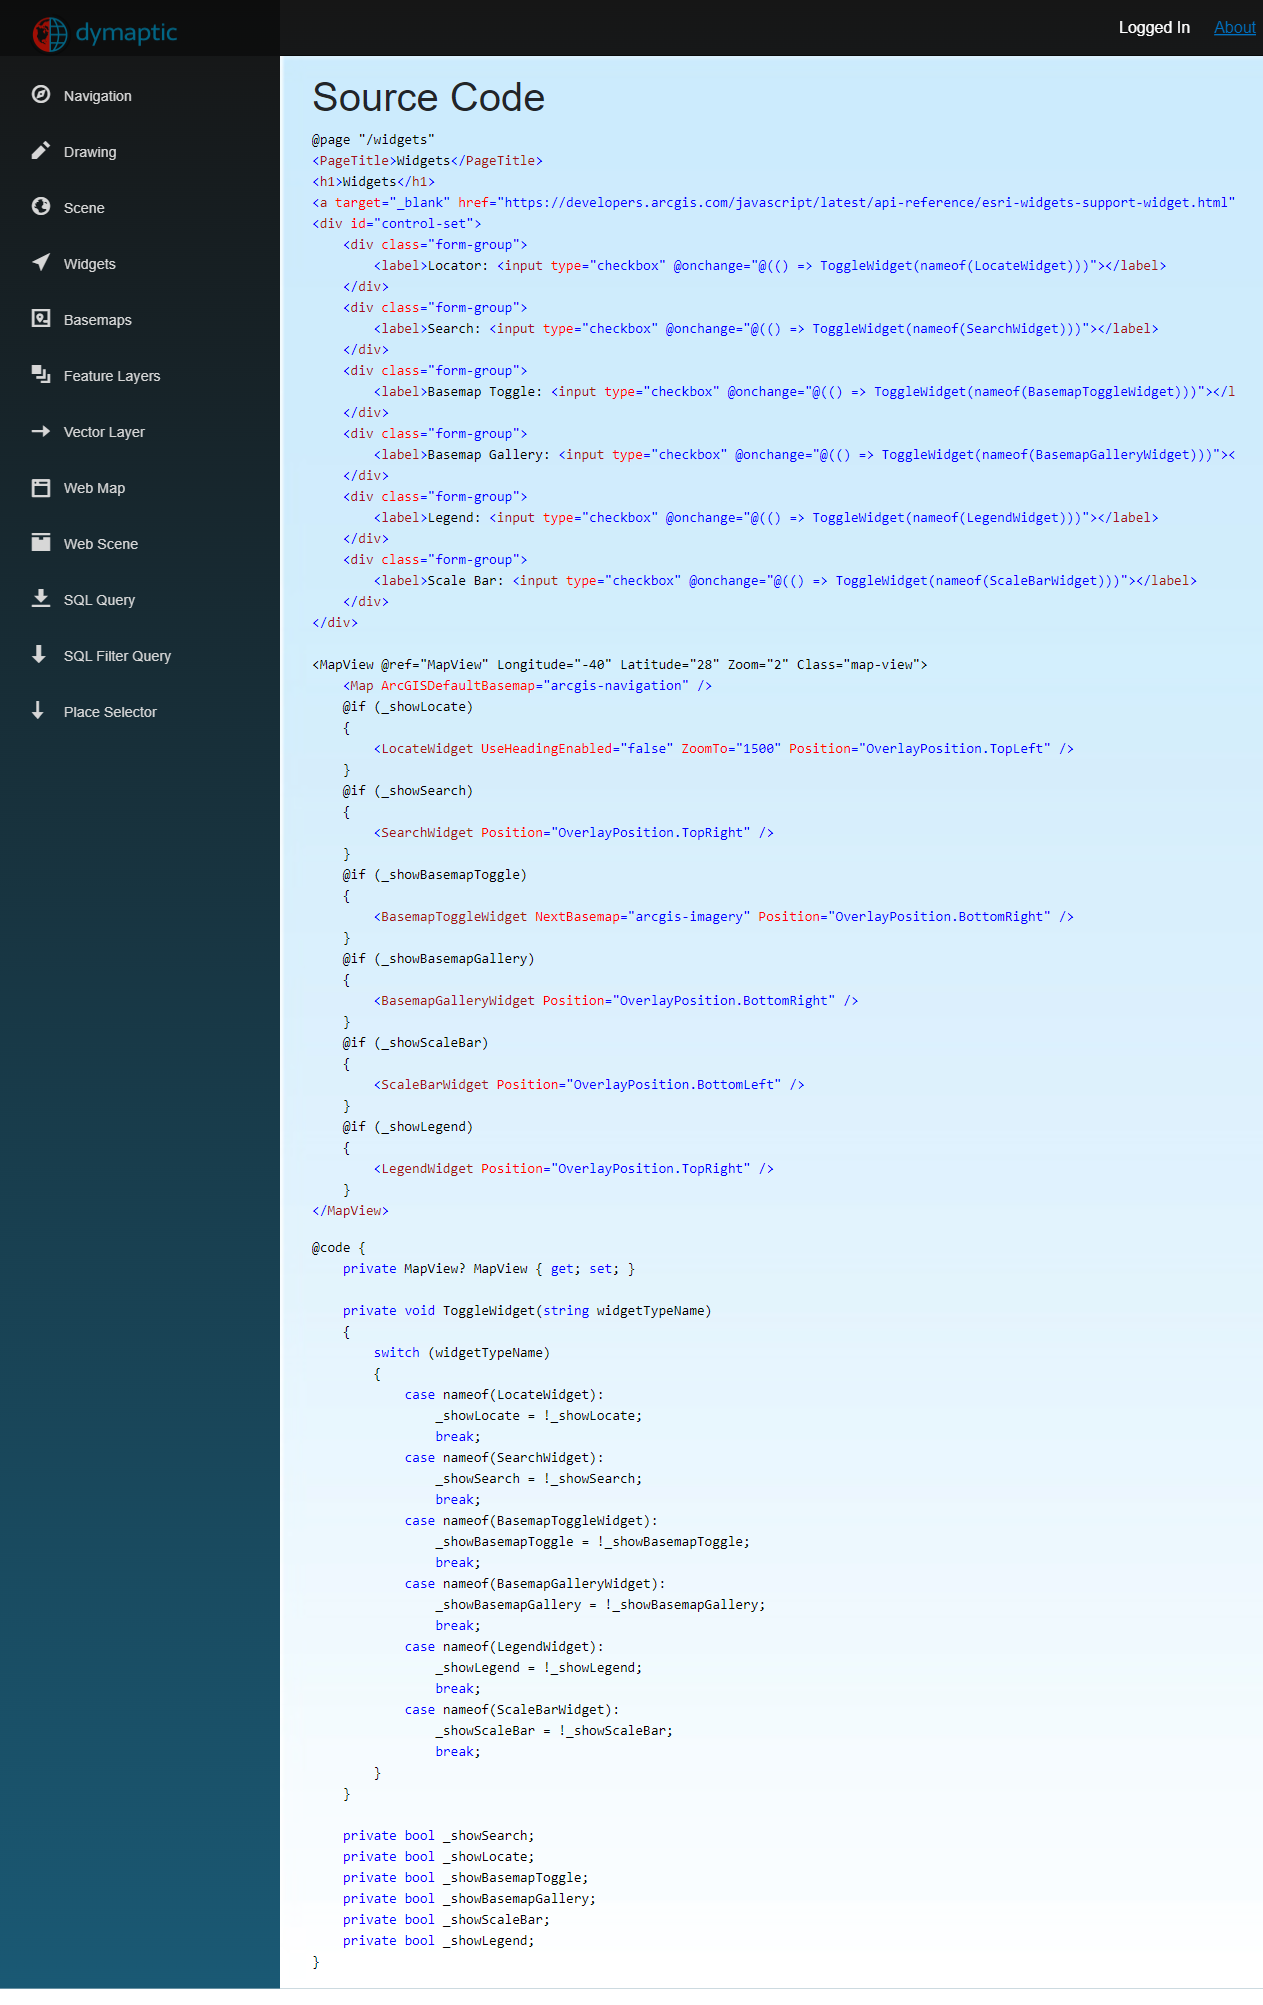 dymaptic
Logged In About
Navigation
Drawing
Scene
Widgets
Basemaps
Feature Layers
Vector Layer
Web Map
Web Scene
SQL Query
SQL Filter Query
Place Selector
Source Code
@page "/widgets"
<PageTitle>Widgets</PageTitle>
<h1>Widgets</h1>
<a target="_blank" href="https://developers.arcgis.com/javascript/latest/api-reference/esri-widgets-support-widget.html"
<div id="control-set">
    <div class="form-group">
        <label>Locator: <input type="checkbox" @onchange="@(() => ToggleWidget(nameof(LocateWidget)))"></label>
    </div>
    <div class="form-group">
        <label>Search: <input type="checkbox" @onchange="@(() => ToggleWidget(nameof(SearchWidget)))"></label>
    </div>
    <div class="form-group">
        <label>Basemap Toggle: <input type="checkbox" @onchange="@(() => ToggleWidget(nameof(BasemapToggleWidget)))"></l
    </div>
    <div class="form-group">
        <label>Basemap Gallery: <input type="checkbox" @onchange="@(() => ToggleWidget(nameof(BasemapGalleryWidget)))"><
    </div>
    <div class="form-group">
        <label>Legend: <input type="checkbox" @onchange="@(() => ToggleWidget(nameof(LegendWidget)))"></label>
    </div>
    <div class="form-group">
        <label>Scale Bar: <input type="checkbox" @onchange="@(() => ToggleWidget(nameof(ScaleBarWidget)))"></label>
    </div>
</div>

<MapView @ref="MapView" Longitude="-40" Latitude="28" Zoom="2" Class="map-view">
    <Map ArcGISDefaultBasemap="arcgis-navigation" />
    @if (_showLocate)
    {
        <LocateWidget UseHeadingEnabled="false" ZoomTo="1500" Position="OverlayPosition.TopLeft" />
    }
    @if (_showSearch)
    {
        <SearchWidget Position="OverlayPosition.TopRight" />
    }
    @if (_showBasemapToggle)
    {
        <BasemapToggleWidget NextBasemap="arcgis-imagery" Position="OverlayPosition.BottomRight" />
    }
    @if (_showBasemapGallery)
    {
        <BasemapGalleryWidget Position="OverlayPosition.BottomRight" />
    }
    @if (_showScaleBar)
    {
        <ScaleBarWidget Position="OverlayPosition.BottomLeft" />
    }
    @if (_showLegend)
    {
        <LegendWidget Position="OverlayPosition.TopRight" />
    }
</MapView>

@code {
    private MapView? MapView { get; set; }

    private void ToggleWidget(string widgetTypeName)
    {
        switch (widgetTypeName)
        {
            case nameof(LocateWidget):
                _showLocate = !_showLocate;
                break;
            case nameof(SearchWidget):
                _showSearch = !_showSearch;
                break;
            case nameof(BasemapToggleWidget):
                _showBasemapToggle = !_showBasemapToggle;
                break;
            case nameof(BasemapGalleryWidget):
                _showBasemapGallery = !_showBasemapGallery;
                break;
            case nameof(LegendWidget):
                _showLegend = !_showLegend;
                break;
            case nameof(ScaleBarWidget):
                _showScaleBar = !_showScaleBar;
                break;
        }
    }

    private bool _showSearch;
    private bool _showLocate;
    private bool _showBasemapToggle;
    private bool _showBasemapGallery;
    private bool _showScaleBar;
    private bool _showLegend;
}